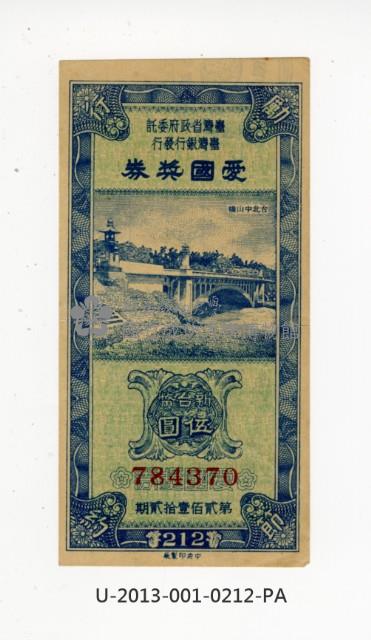 勵行
臺灣省政府委託
臺灣銀行發行
愛國獎券
台北中山橋
新台幣
伍圓
784370
第貳佰壹拾貳期
節約
212
中央印製廠
U-2013-001-0212-PA